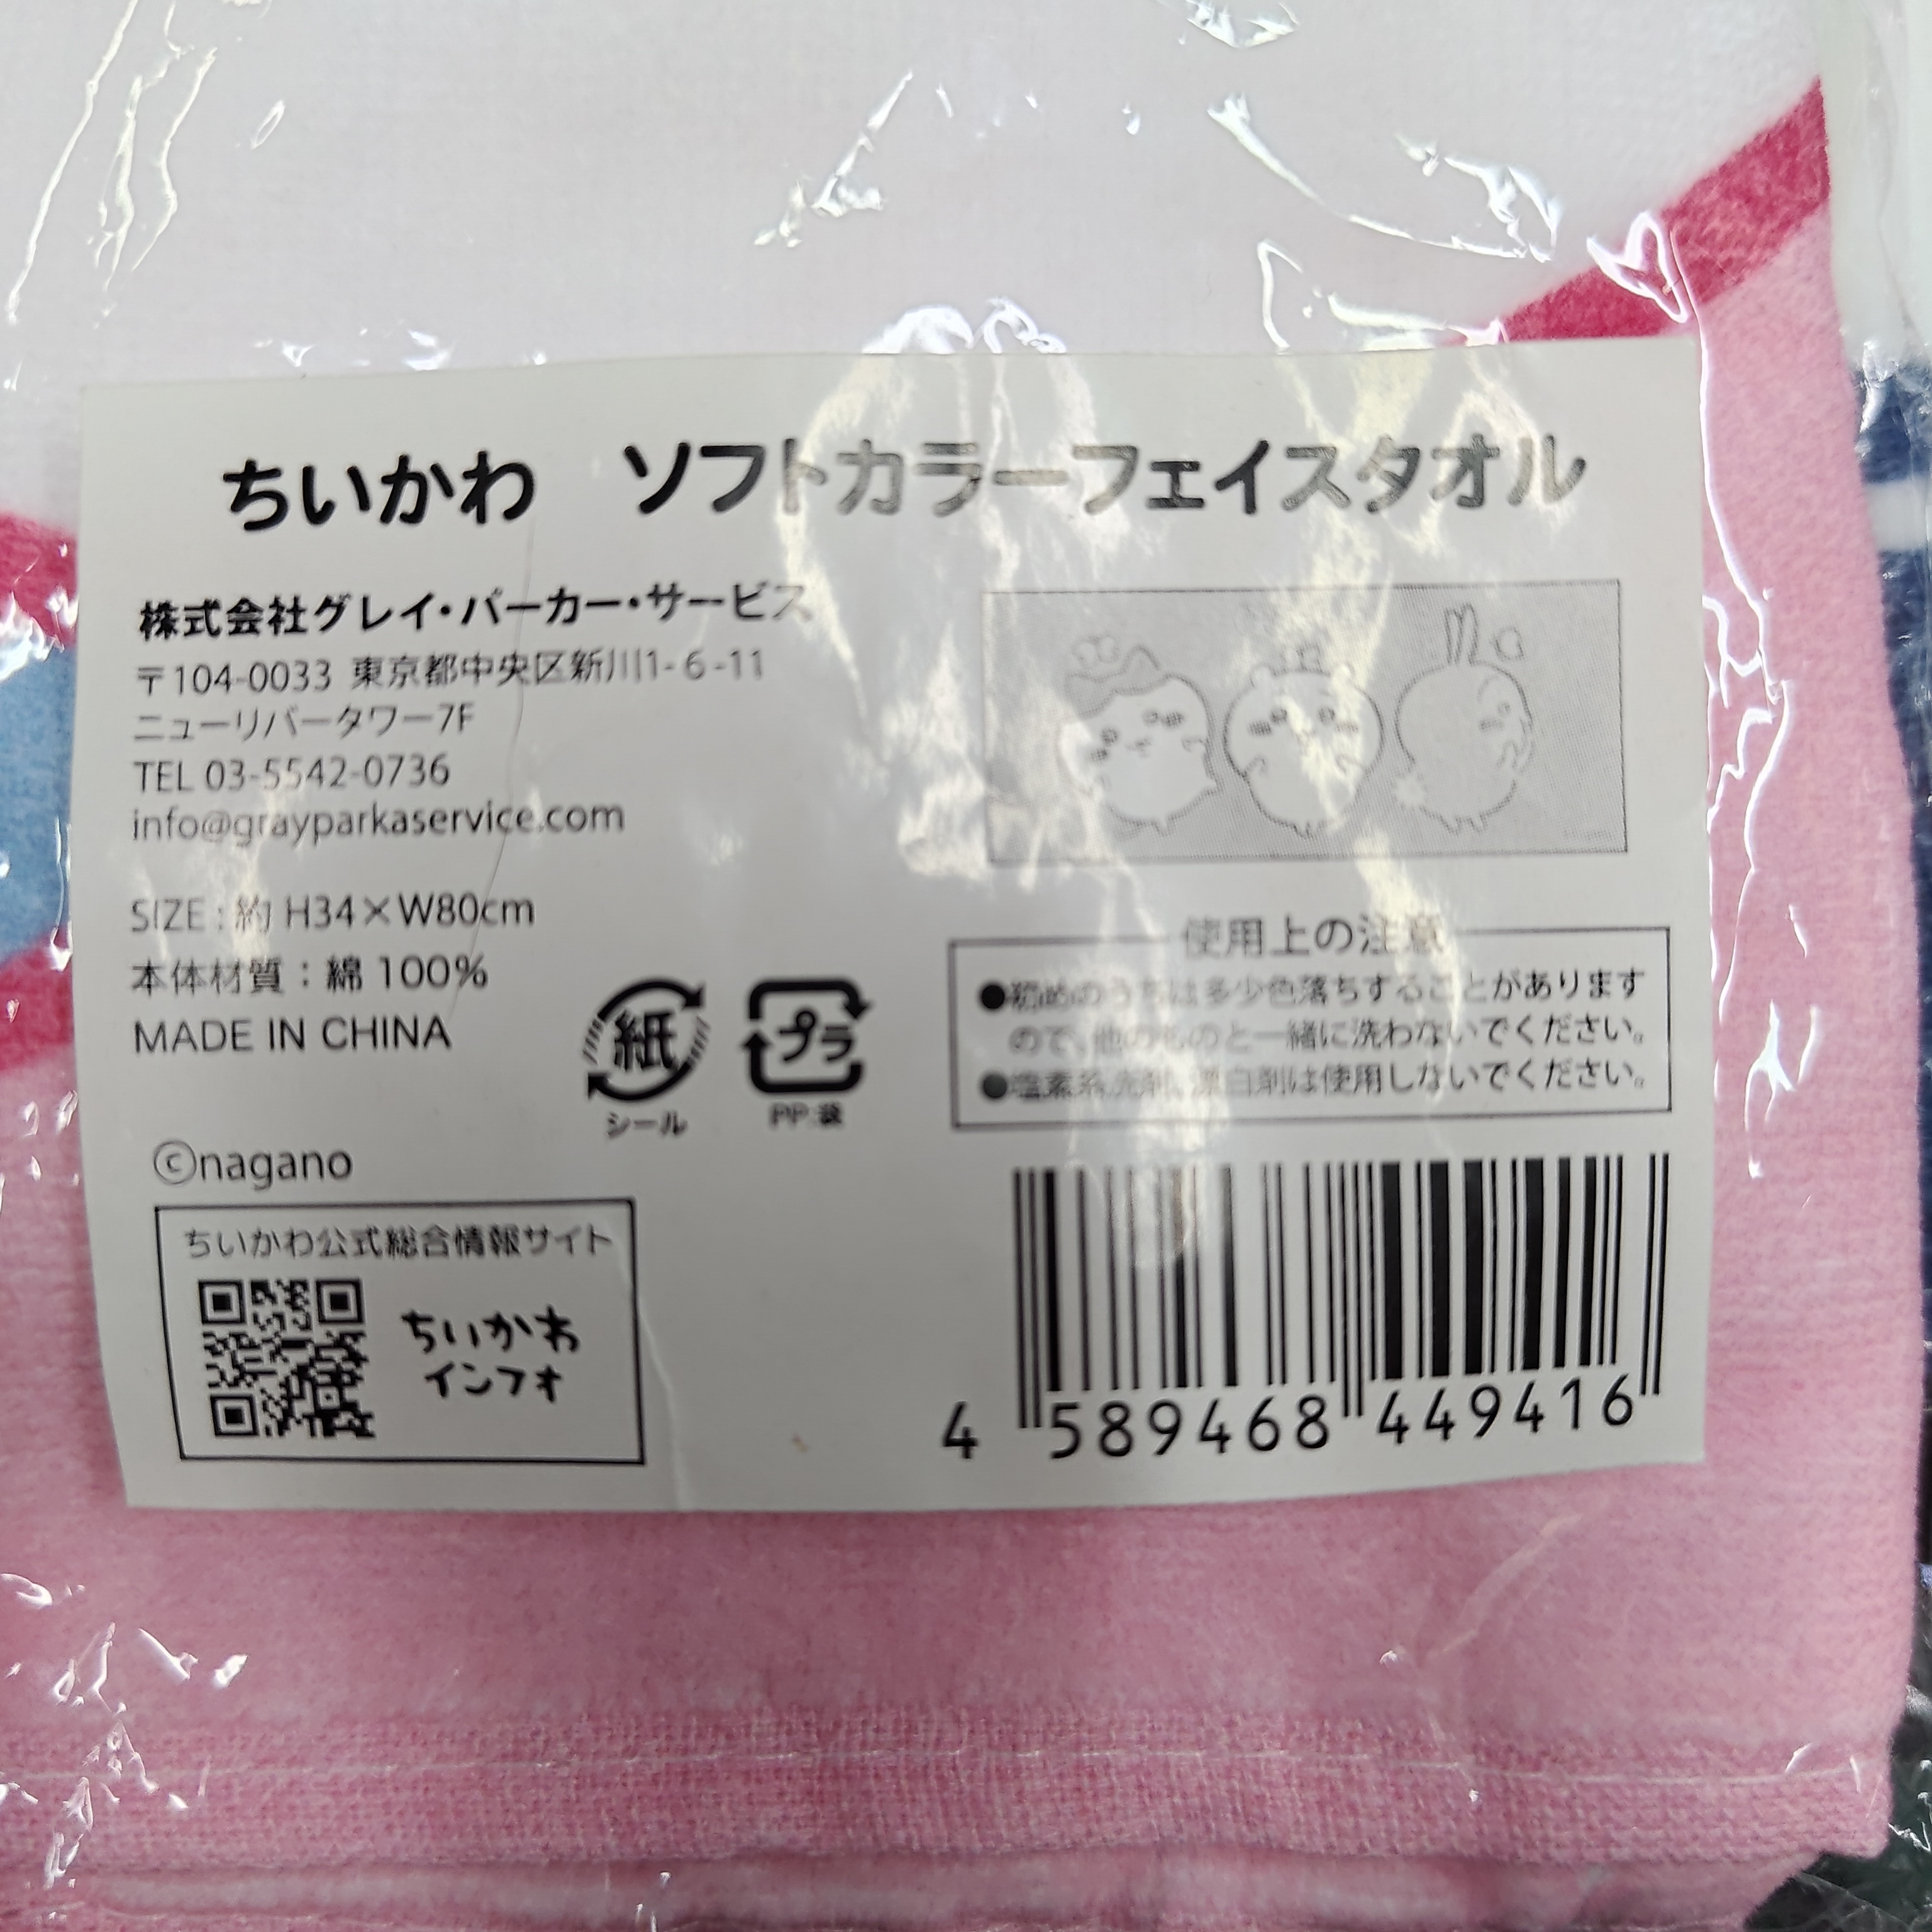 ちいかわ ソフトカラーフェイスタオル
株式会社グレイ・パーカー・サービス
〒104-0033 東京都中央区新川1-6-11
ニューリバータワー7F
TEL 03-5542-0736
info@grayparkaservice.com
SIZE：約 H34×W80cm
本体材質：綿 100%
MADE IN CHINA
紙
シール
プラ
PP:袋
使用上の注意
●初めのうちは多少色落ちすることがあります
ので、他のものと一緒に洗わないでください。
●塩素系洗剤、漂白剤は使用しないでください。
ⓒnagano
ちいかわ公式総合情報サイト
ちいかわ
インフォ
4 589468 449416